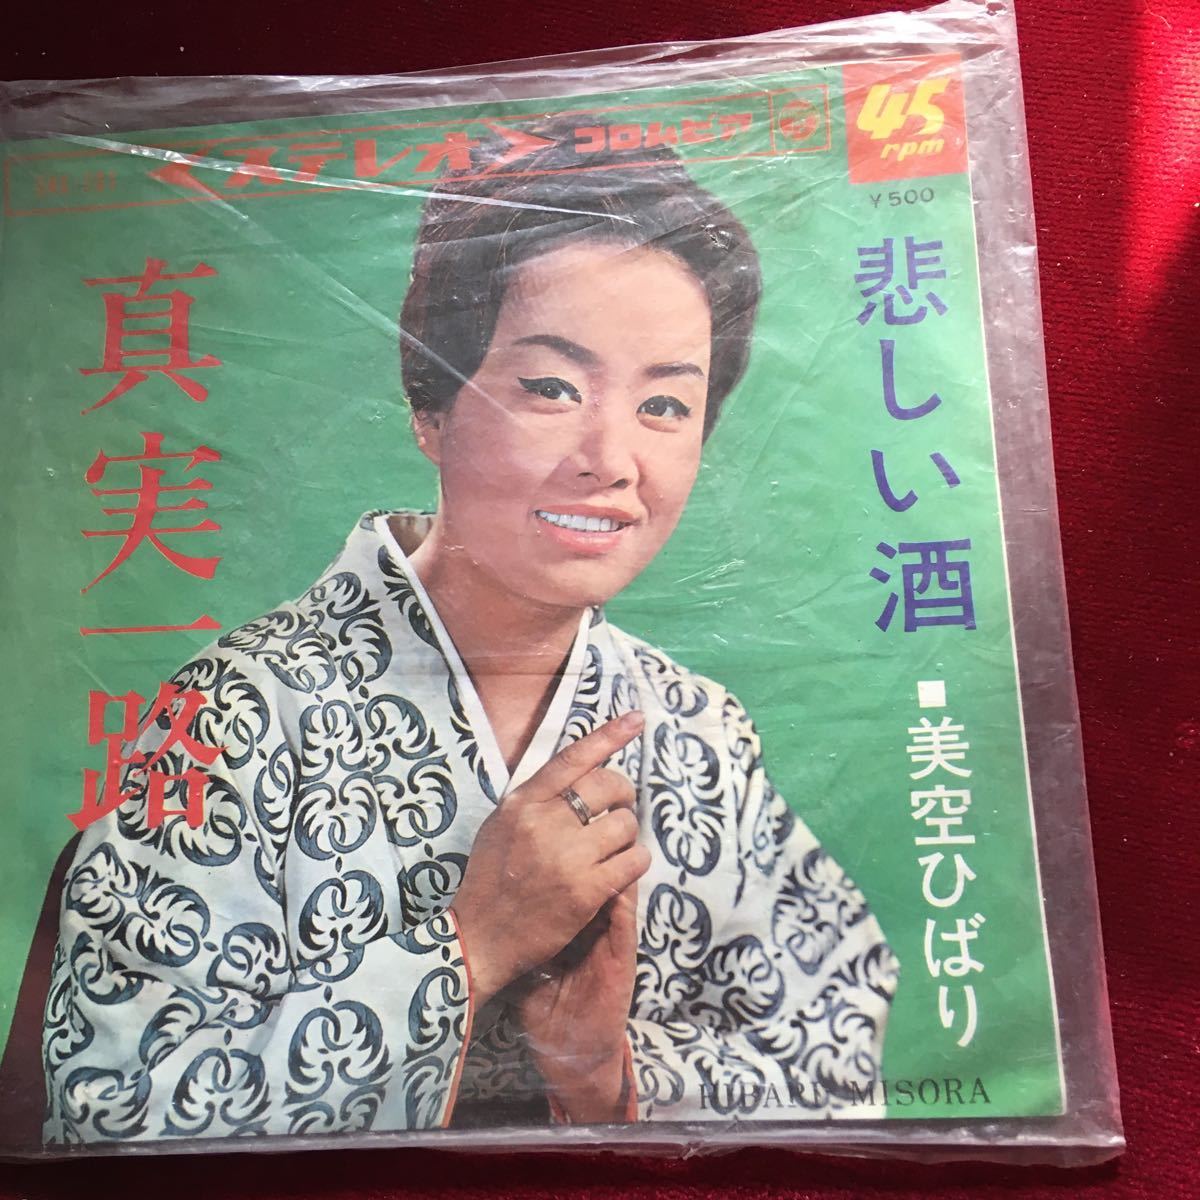 <ステレオ> コロムビア
45
rpm
¥500
悲しい酒
■美空ひばり
真実一路
HIBARI MISORA